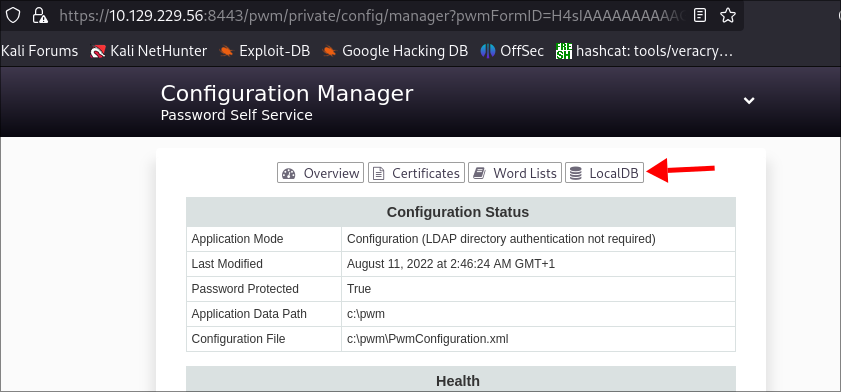 https://10.129.229.56:8443/pwm/private/config/manager?pwmFormID=H4sIAAAAAAAAA
Kali Forums Kali NetHunter Exploit-DB Google Hacking DB OffSec hashcat: tools/veracry…
Configuration Manager
Password Self Service
Overview Certificates Word Lists LocalDB
Configuration Status
Application Mode Configuration (LDAP directory authentication not required)
Last Modified August 11, 2022 at 2:46:24 AM GMT+1
Password Protected True
Application Data Path c:\pwm
Configuration File c:\pwm\PwmConfiguration.xml
Health